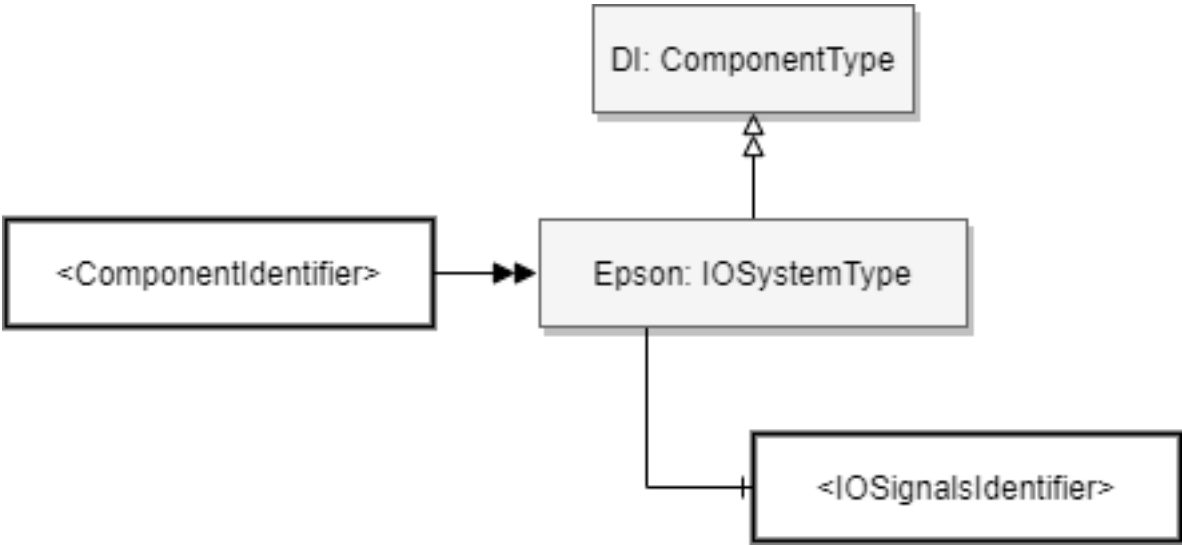 DI: ComponentType
<ComponentIdentifier>
Epson: IOSystemType
<IOSignalsIdentifier>